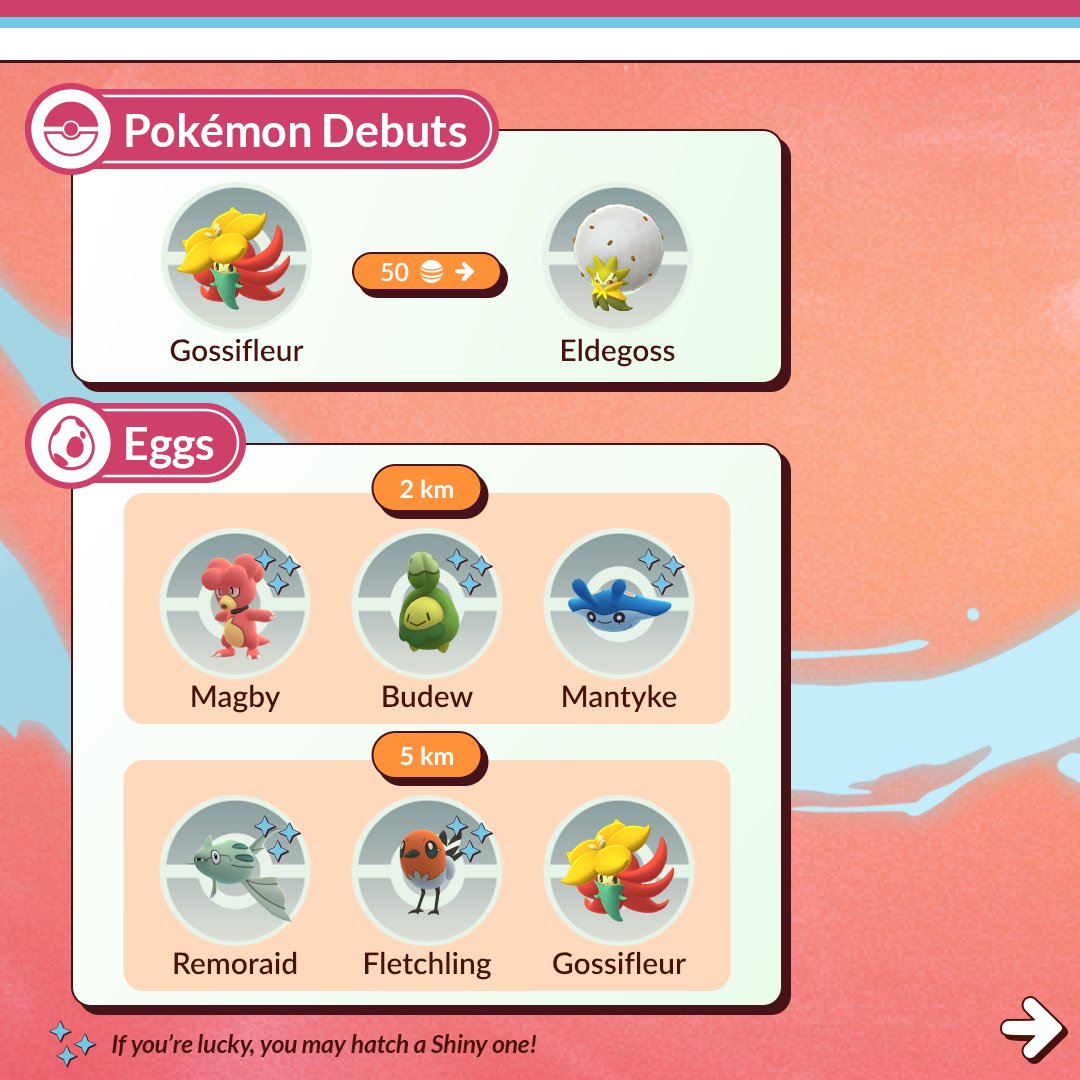 Pokémon Debuts
50
Gossifleur
Eldegoss
Eggs
2 km
Magby
Budew
Mantyke
5 km
Remoraid
Fletchling
Gossifleur
If you're lucky, you may hatch a Shiny one!